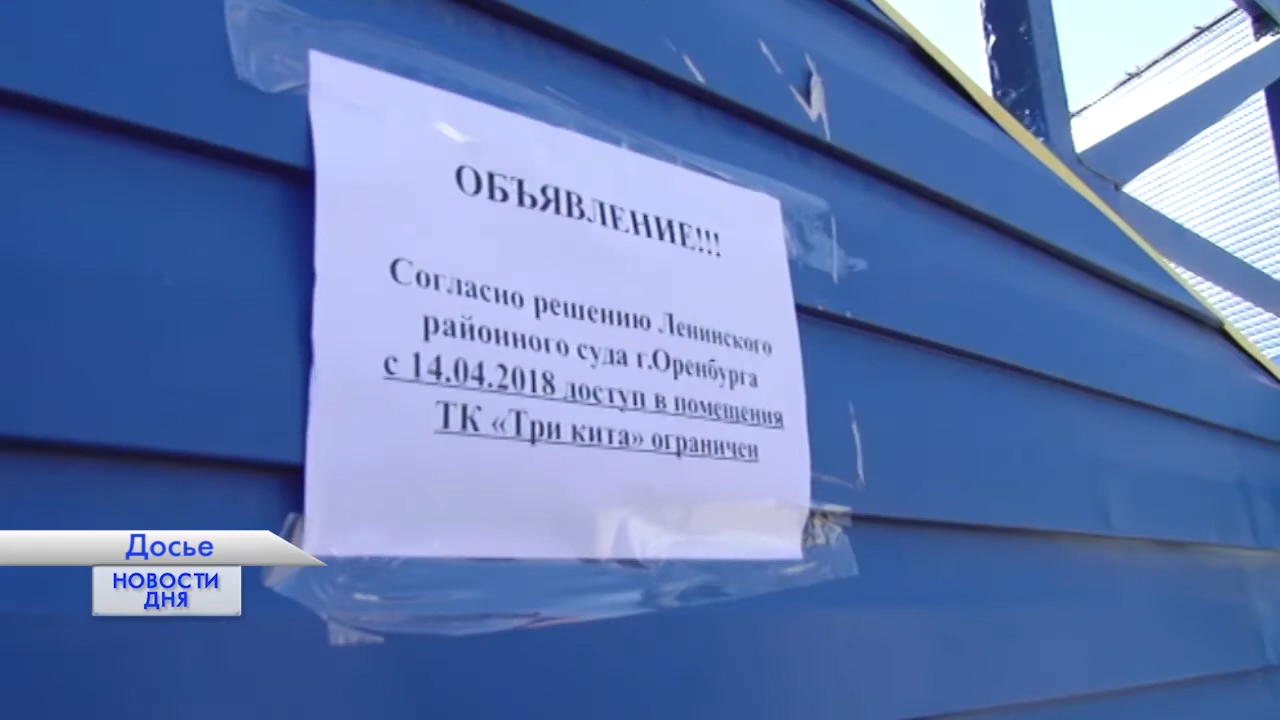 ОБЪЯВЛЕНИЕ!!!
Согласно решению Ленинского
районного суда г.Оренбурга
с 14.04.2018 доступ в помещения
ТК «Три кита» ограничен
Досье
НОВОСТИ
ДНЯ